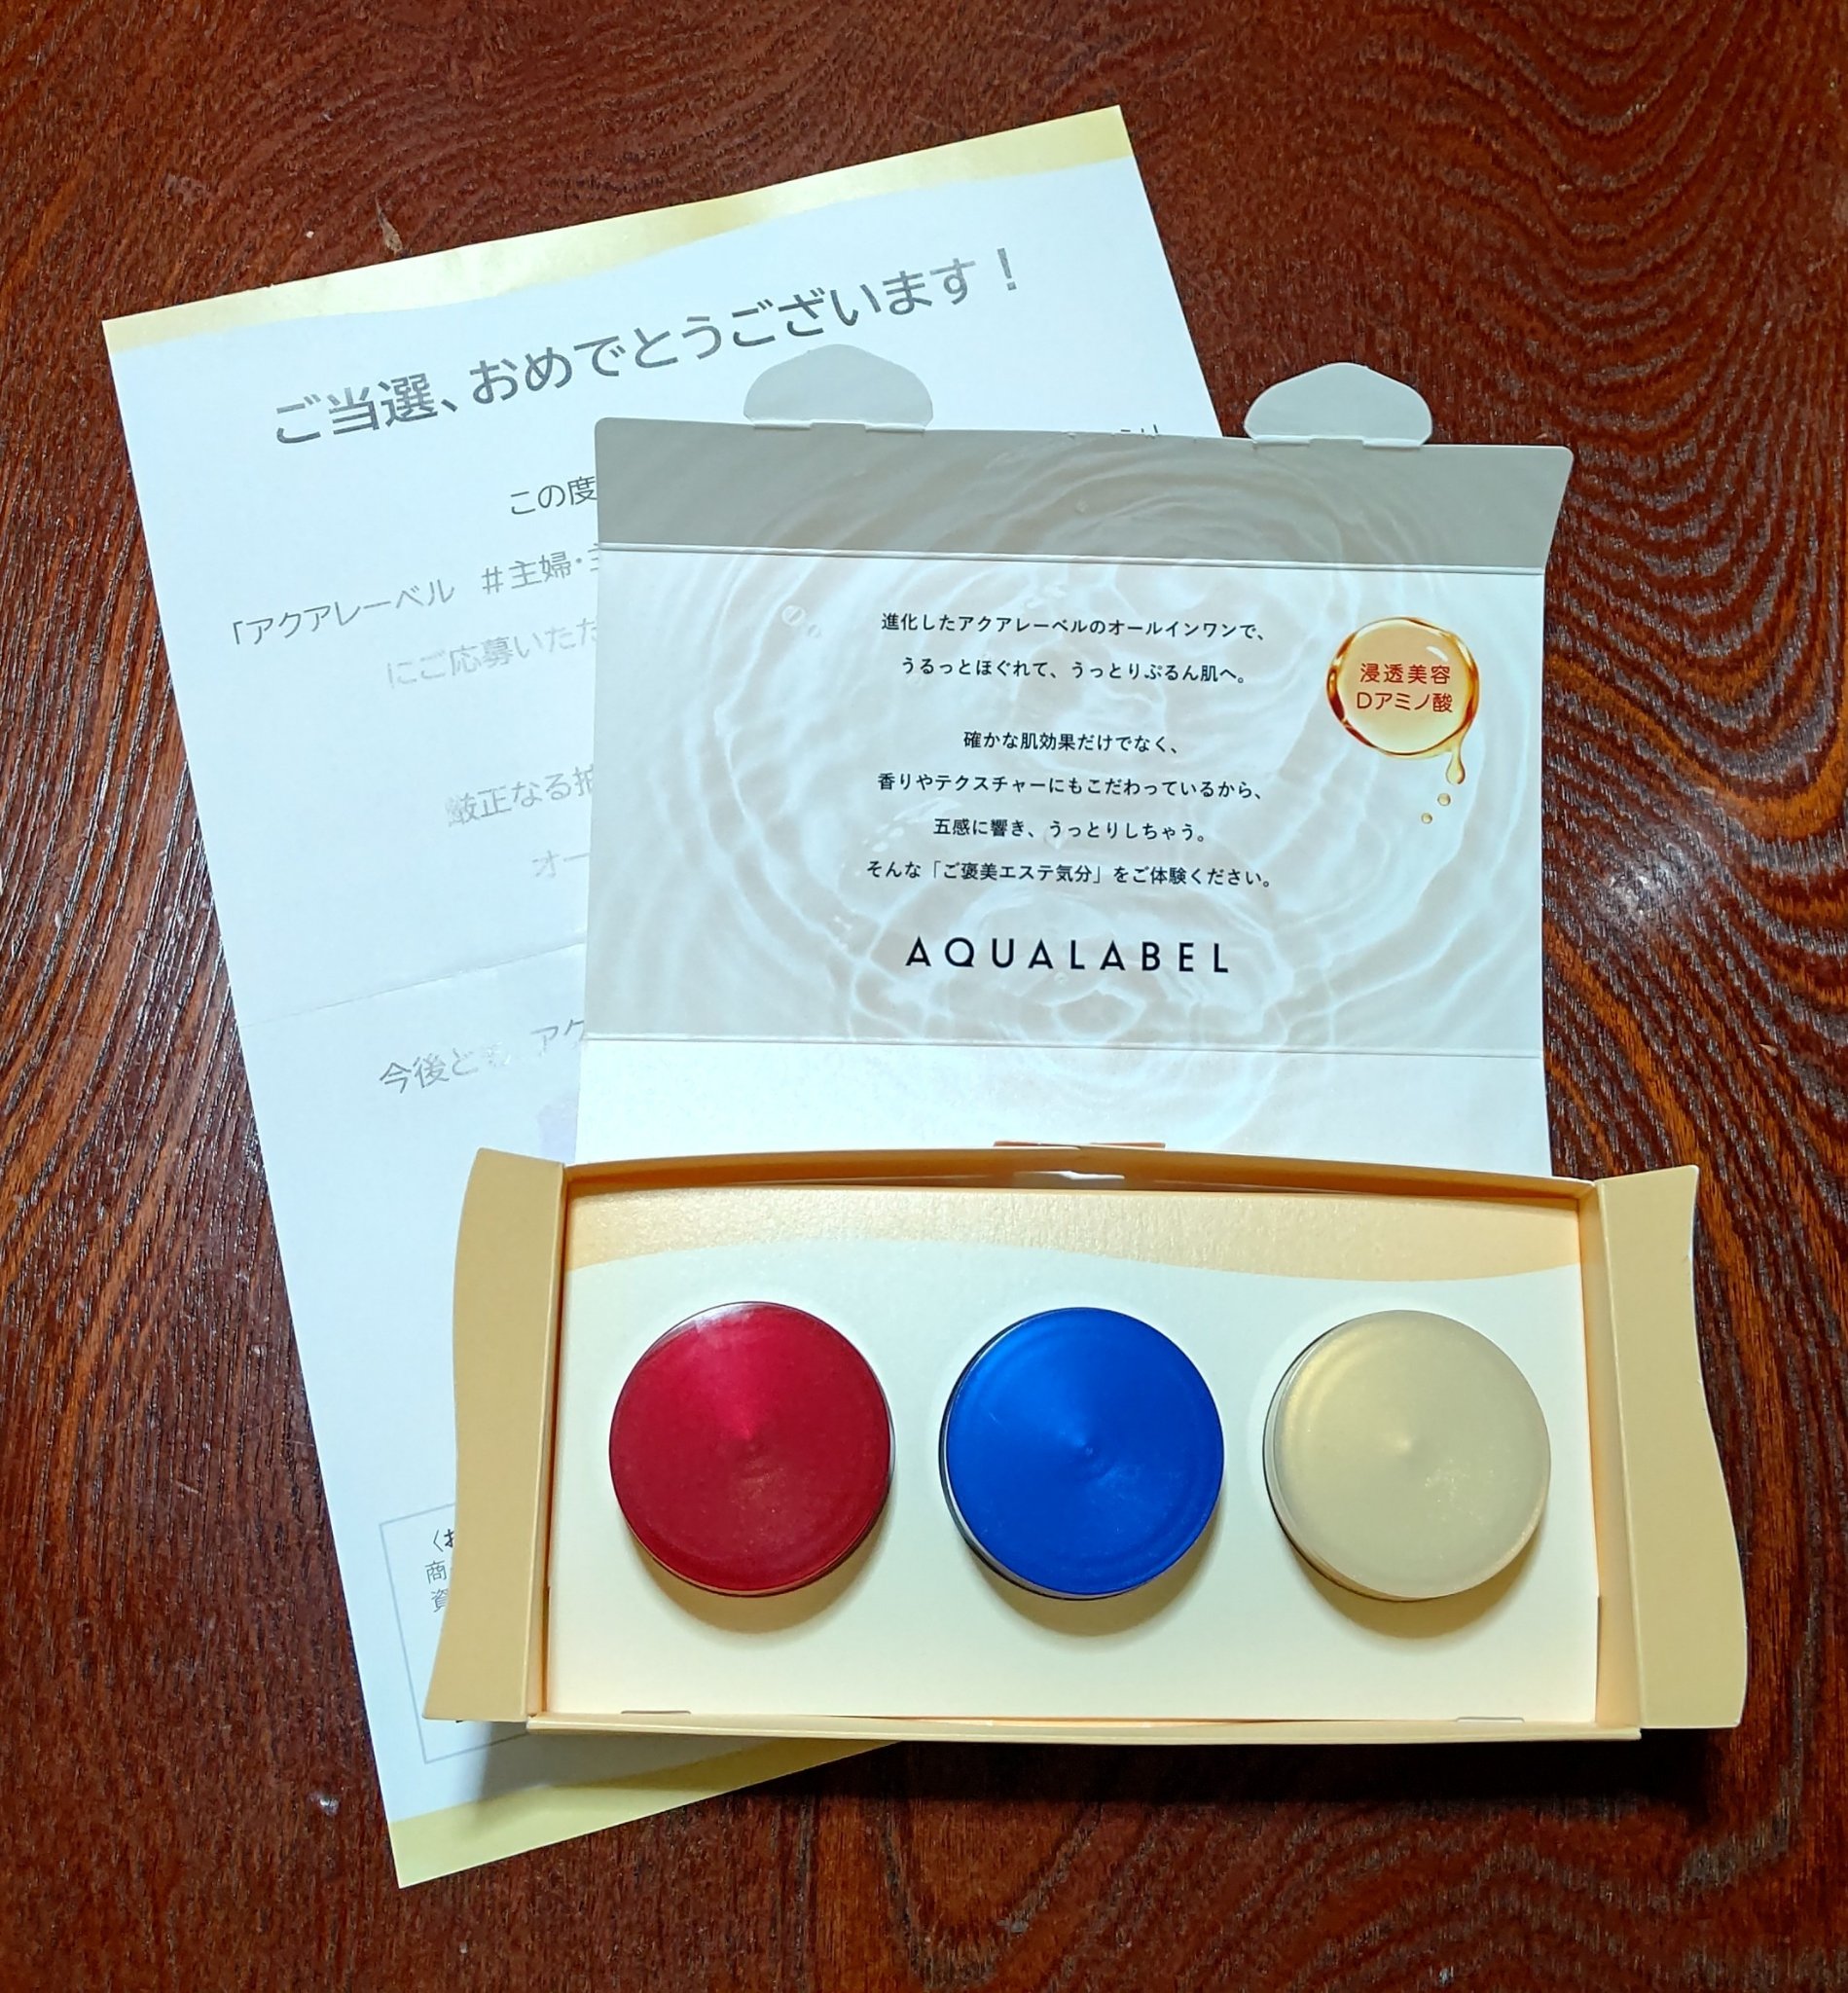 ご当選、おめでとうございます！
この度
「アクアレーベル ＃主婦・
にご応募いただ
厳正なる抽
オー
今後とも、アク
商
資
進化したアクアレーベルのオールインワンで、
うるっとほぐれて、うっとりぷるん肌へ。
確かな肌効果だけでなく、
香りやテクスチャーにもこだわっているから、
五感に響き、うっとりしちゃう。
そんな「ご褒美エステ気分」をご体験ください。
AQUALABEL
浸透美容
Dアミノ酸